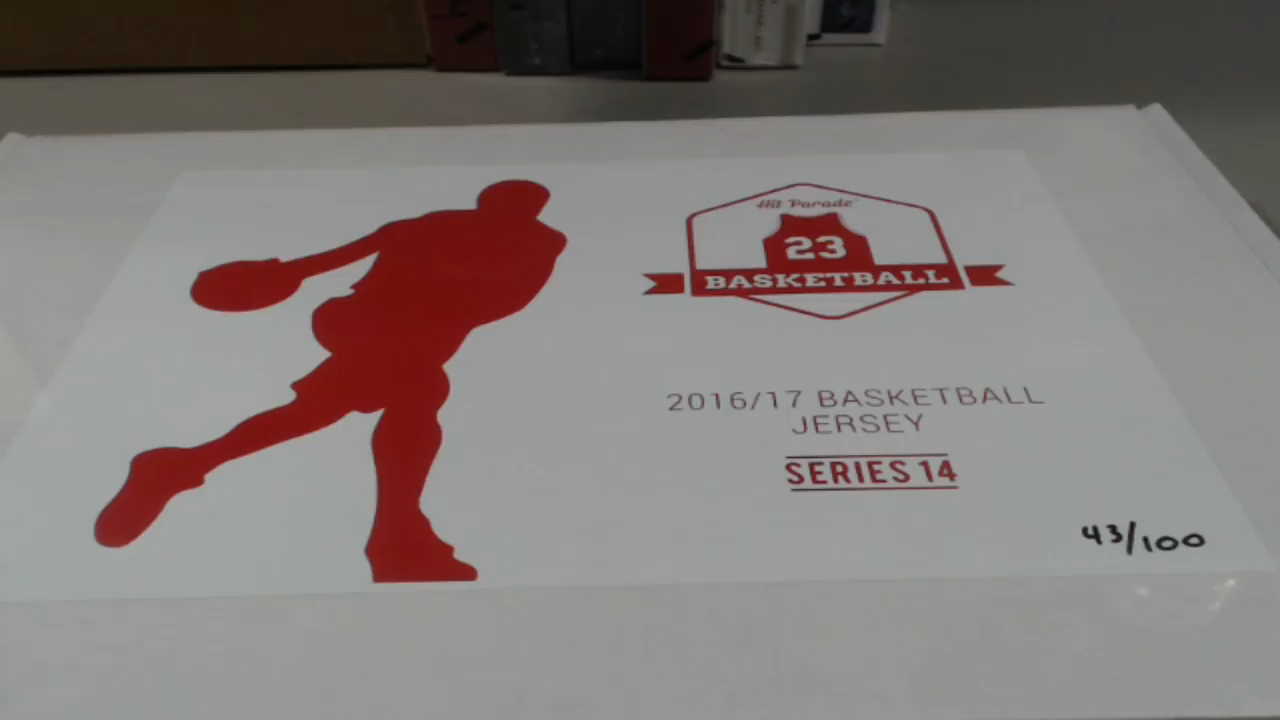 Hit Parade
23
BASKETBALL
2016/17 BASKETBALL
JERSEY
SERIES 14
43/100